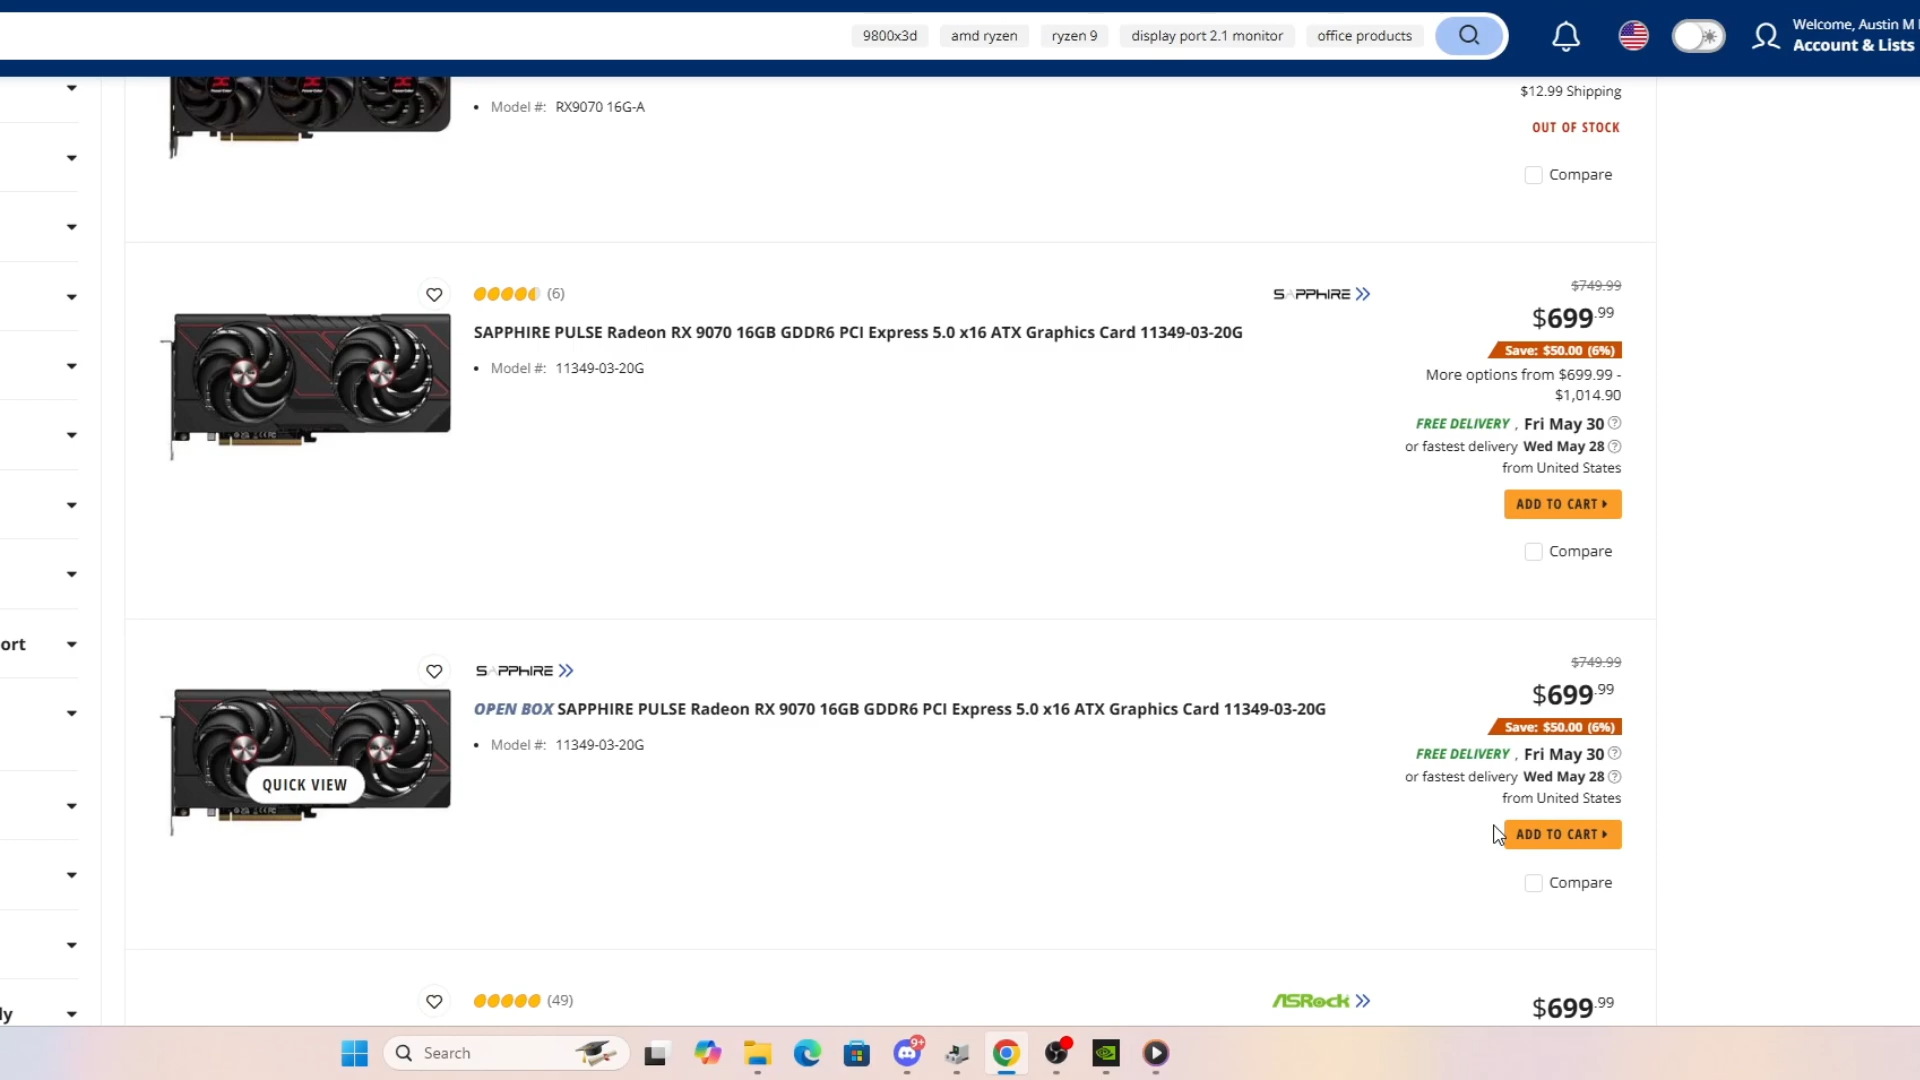 9800x3d
amd ryzen
ryzen 9
display port 2.1 monitor
office products
Welcome, Austin M
Account & Lists
Model #: RX9070 16G-A
$12.99 Shipping
OUT OF STOCK
Compare
(6)
SAPPHIRE
SAPPHIRE PULSE Radeon RX 9070 16GB GDDR6 PCI Express 5.0 x16 ATX Graphics Card 11349-03-20G
Model #: 11349-03-20G
$749.99
$699.99
Save: $50.00 (6%)
More options from $699.99 -
$1,014.90
FREE DELIVERY , Fri May 30
or fastest delivery Wed May 28
from United States
ADD TO CART
Compare
ort
SAPPHIRE
OPEN BOX SAPPHIRE PULSE Radeon RX 9070 16GB GDDR6 PCI Express 5.0 x16 ATX Graphics Card 11349-03-20G
Model #: 11349-03-20G
QUICK VIEW
$749.99
$699.99
Save: $50.00 (6%)
FREE DELIVERY , Fri May 30
or fastest delivery Wed May 28
from United States
ADD TO CART
Compare
ly
(49)
ASRock
$699.99
Search
9+